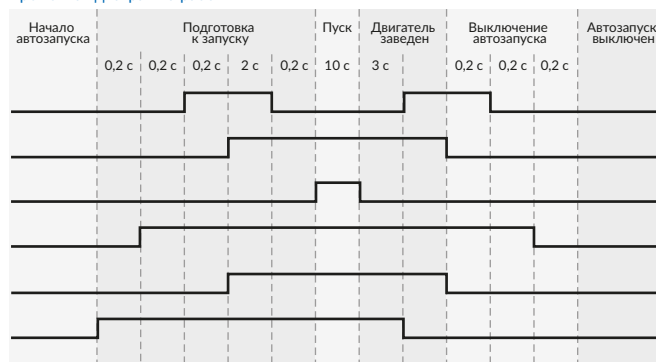 Начало автозапуска
Подготовка к запуску
Пуск
Двигатель заведен
Выключение автозапуска
Автозапуск выключен
0,2 с 0,2 с 0,2 с 2 с 0,2 с 10 с 3 с 0,2 с 0,2 с 0,2 с